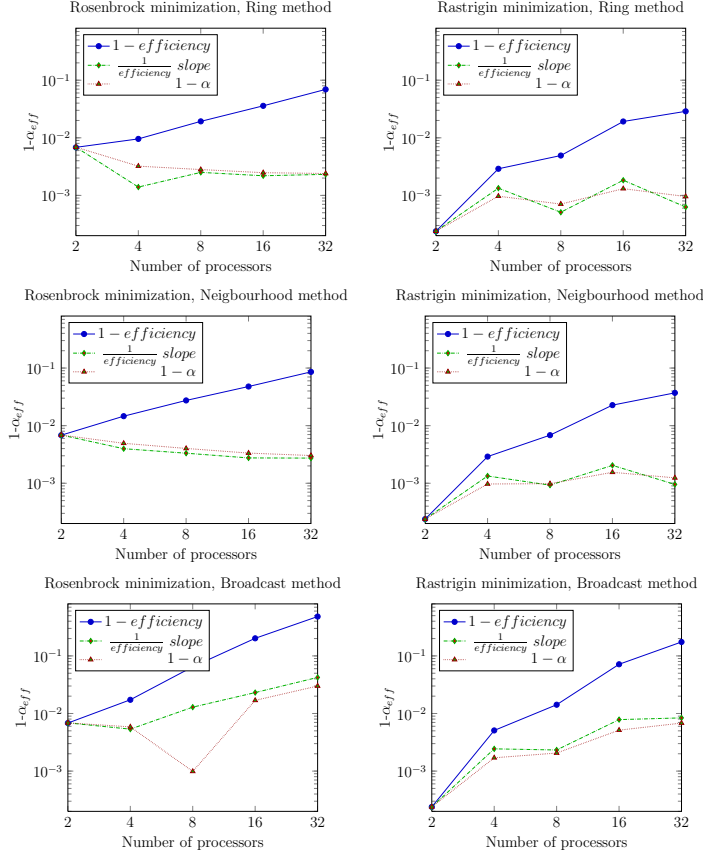 Rosenbrock minimization, Ring method
1-α_eff
10^−1
10^−2
10^−3
1 − efficiency
1/efficiency slope
1 − α
2 4 8 16 32
Number of processors
Rastrigin minimization, Ring method
1-α_eff
10^−1
10^−2
10^−3
1 − efficiency
1/efficiency slope
1 − α
2 4 8 16 32
Number of processors
Rosenbrock minimization, Neigbourhood method
1-α_eff
10^−1
10^−2
10^−3
1 − efficiency
1/efficiency slope
1 − α
2 4 8 16 32
Number of processors
Rastrigin minimization, Neigbourhood method
1-α_eff
10^−1
10^−2
10^−3
1 − efficiency
1/efficiency slope
1 − α
2 4 8 16 32
Number of processors
Rosenbrock minimization, Broadcast method
1-α_eff
10^−1
10^−2
10^−3
1 − efficiency
1/efficiency slope
1 − α
2 4 8 16 32
Number of processors
Rastrigin minimization, Broadcast method
1-α_eff
10^−1
10^−2
10^−3
1 − efficiency
1/efficiency slope
1 − α
2 4 8 16 32
Number of processors